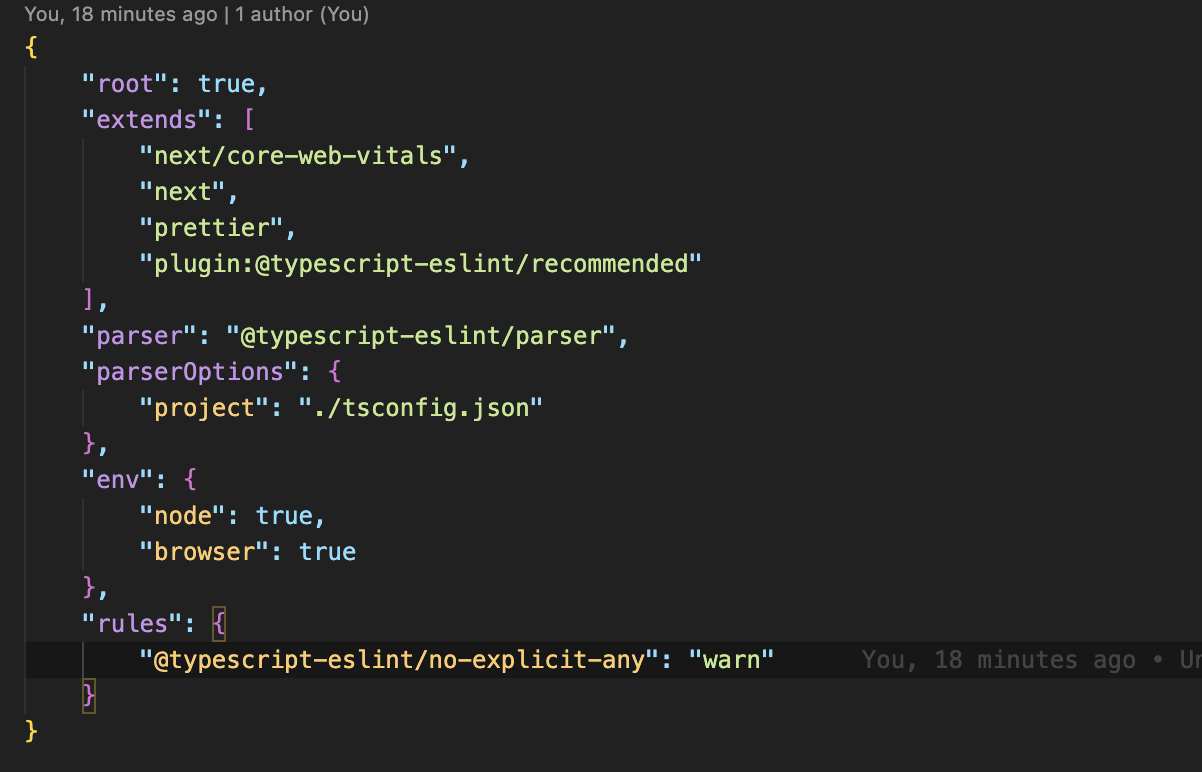 You, 18 minutes ago | 1 author (You)
{
    "root": true,
    "extends": [
        "next/core-web-vitals",
        "next",
        "prettier",
        "plugin:@typescript-eslint/recommended"
    ],
    "parser": "@typescript-eslint/parser",
    "parserOptions": {
        "project": "./tsconfig.json"
    },
    "env": {
        "node": true,
        "browser": true
    },
    "rules": {
        "@typescript-eslint/no-explicit-any": "warn" You, 18 minutes ago •
    }
}